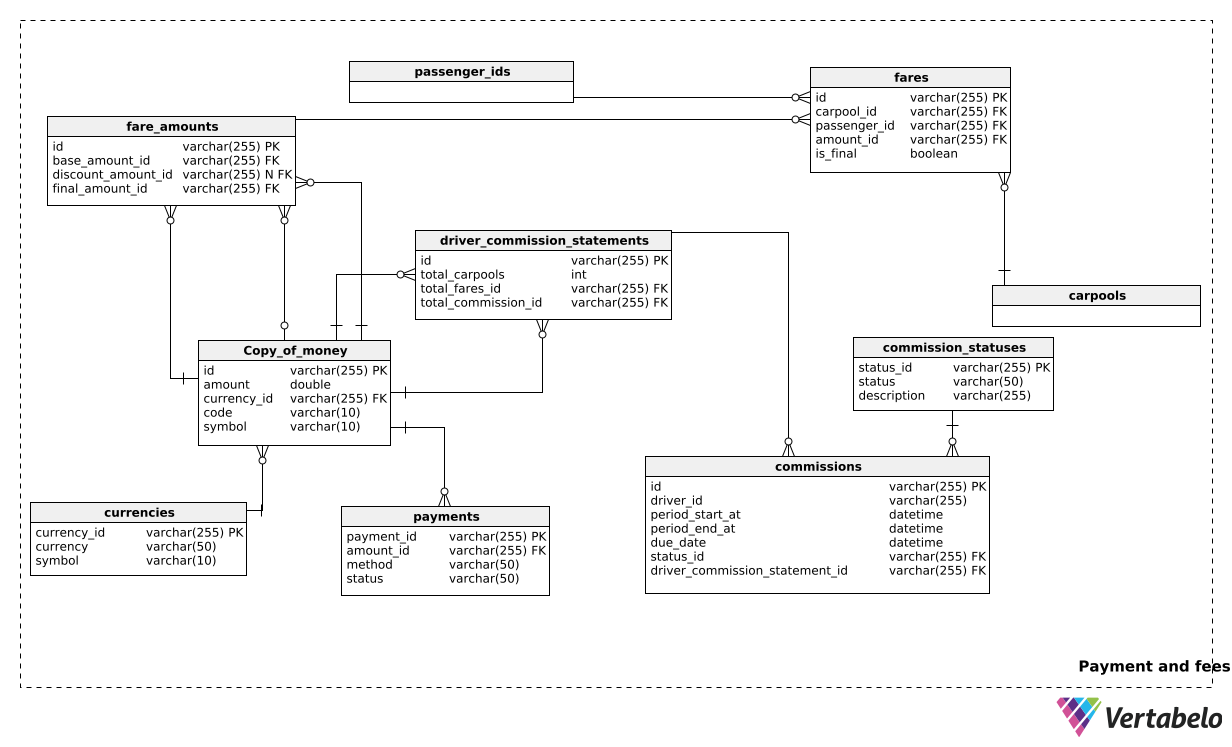 passenger_ids
fares
id varchar(255) PK
carpool_id varchar(255) FK
passenger_id varchar(255) FK
amount_id varchar(255) FK
is_final boolean
fare_amounts
id varchar(255) PK
base_amount_id varchar(255) FK
discount_amount_id varchar(255) N FK
final_amount_id varchar(255) FK
driver_commission_statements
id varchar(255) PK
total_carpools int
total_fares_id varchar(255) FK
total_commission_id varchar(255) FK
carpools
Copy_of_money
id varchar(255) PK
amount double
currency_id varchar(255) FK
code varchar(10)
symbol varchar(10)
commission_statuses
status_id varchar(255) PK
status varchar(50)
description varchar(255)
commissions
id varchar(255) PK
driver_id varchar(255)
period_start_at datetime
period_end_at datetime
due_date datetime
status_id varchar(255) FK
driver_commission_statement_id varchar(255) FK
currencies
currency_id varchar(255) PK
currency varchar(50)
symbol varchar(10)
payments
payment_id varchar(255) PK
amount_id varchar(255) FK
method varchar(50)
status varchar(50)
Payment and fees
Vertabelo